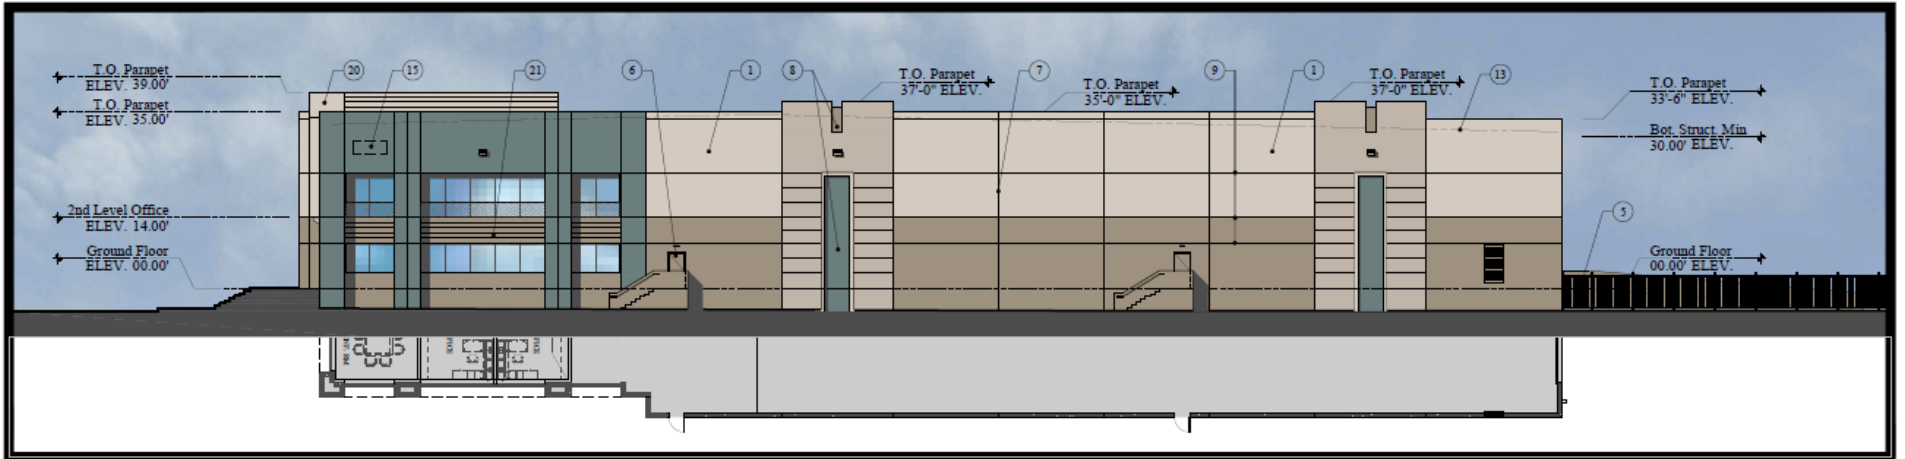 T.O. Parapet
ELEV. 39.00'
T.O. Parapet
ELEV. 35.00'
2nd Level Office
ELEV. 14.00'
Ground Floor
ELEV. 00.00'
20
15
21
6
1
8
T.O. Parapet
37'-0" ELEV.
7
T.O. Parapet
35'-0" ELEV.
9
1
T.O. Parapet
37'-0" ELEV.
13
T.O. Parapet
33'-6" ELEV.
Bot. Struct. Min
30.00' ELEV.
5
Ground Floor
00.00' ELEV.